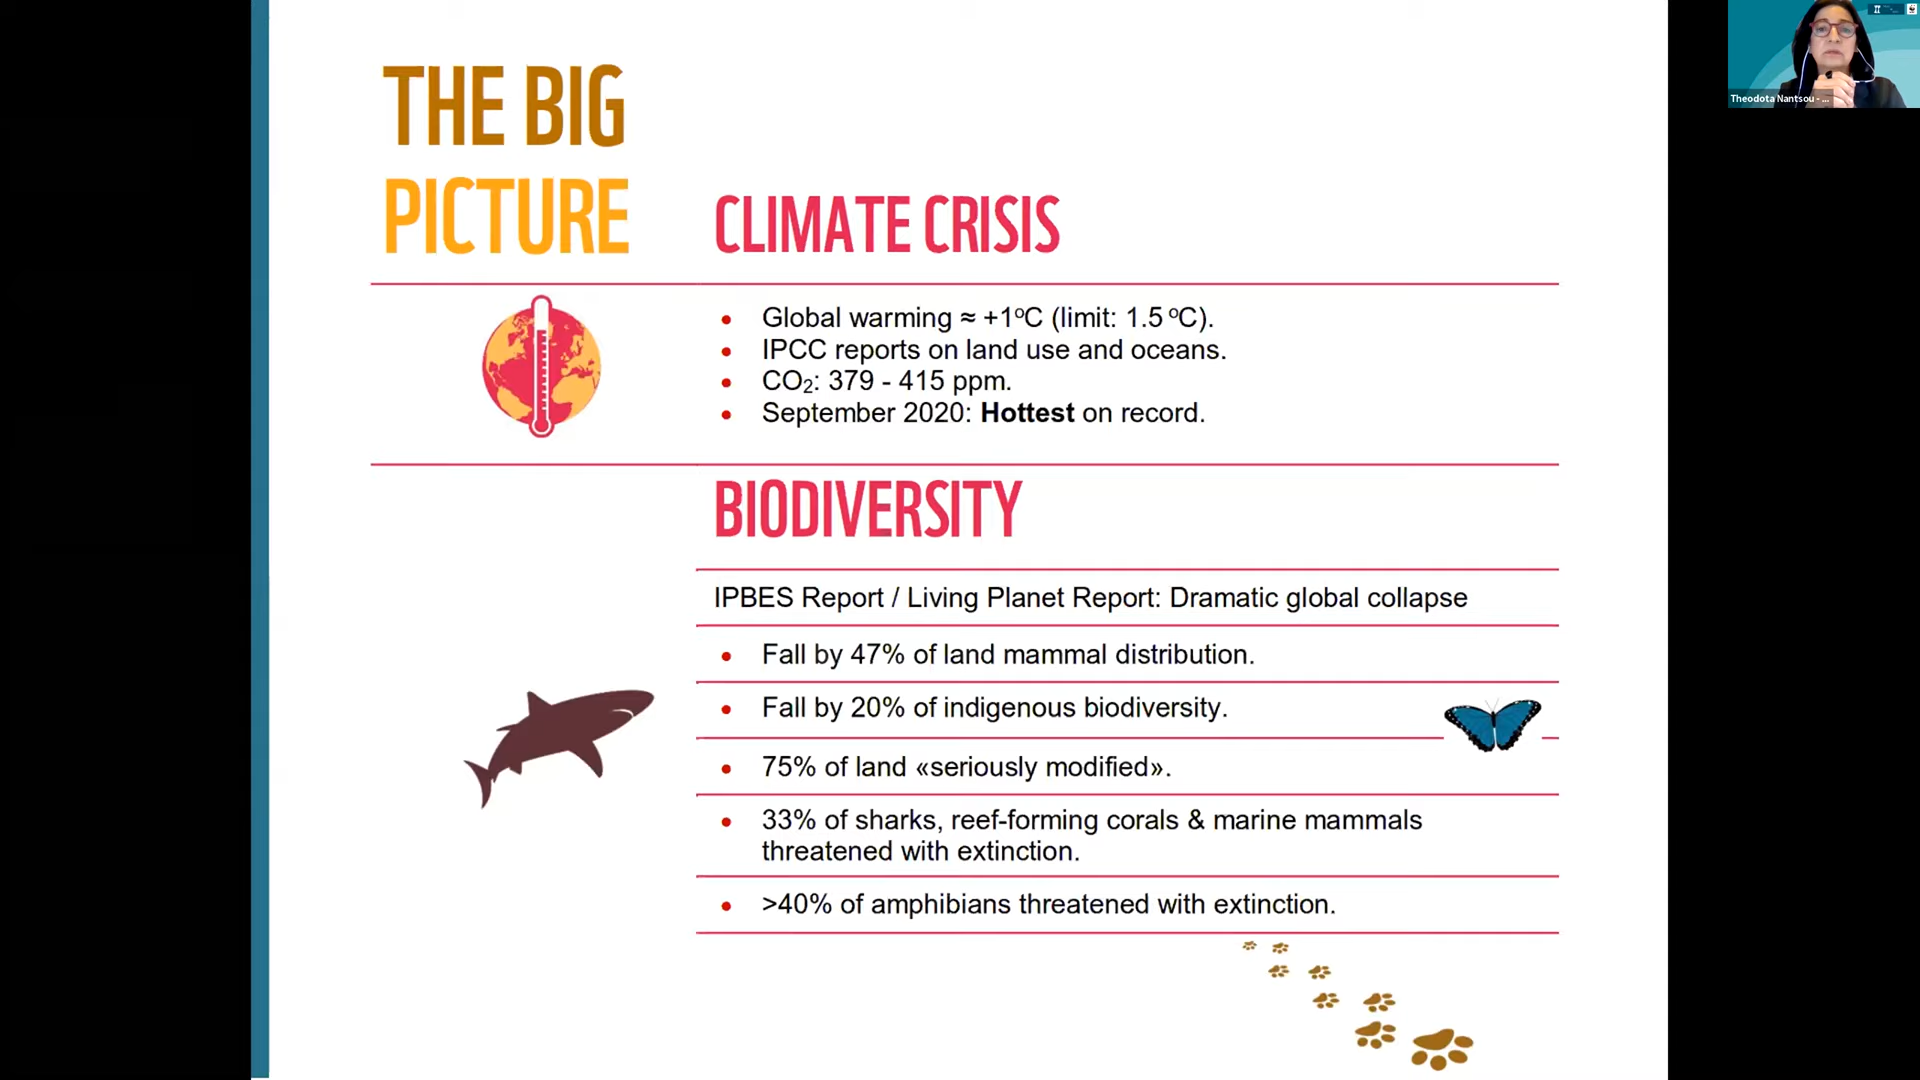 THE BIG
PICTURE
CLIMATE CRISIS
• Global warming ≈ +1ºC (limit: 1.5 ºC).
• IPCC reports on land use and oceans.
• CO₂: 379 - 415 ppm.
• September 2020: Hottest on record.
BIODIVERSITY
IPBES Report / Living Planet Report: Dramatic global collapse
• Fall by 47% of land mammal distribution.
• Fall by 20% of indigenous biodiversity.
• 75% of land «seriously modified».
• 33% of sharks, reef-forming corals & marine mammals
threatened with extinction.
• >40% of amphibians threatened with extinction.
Theodota Nantsou - ...